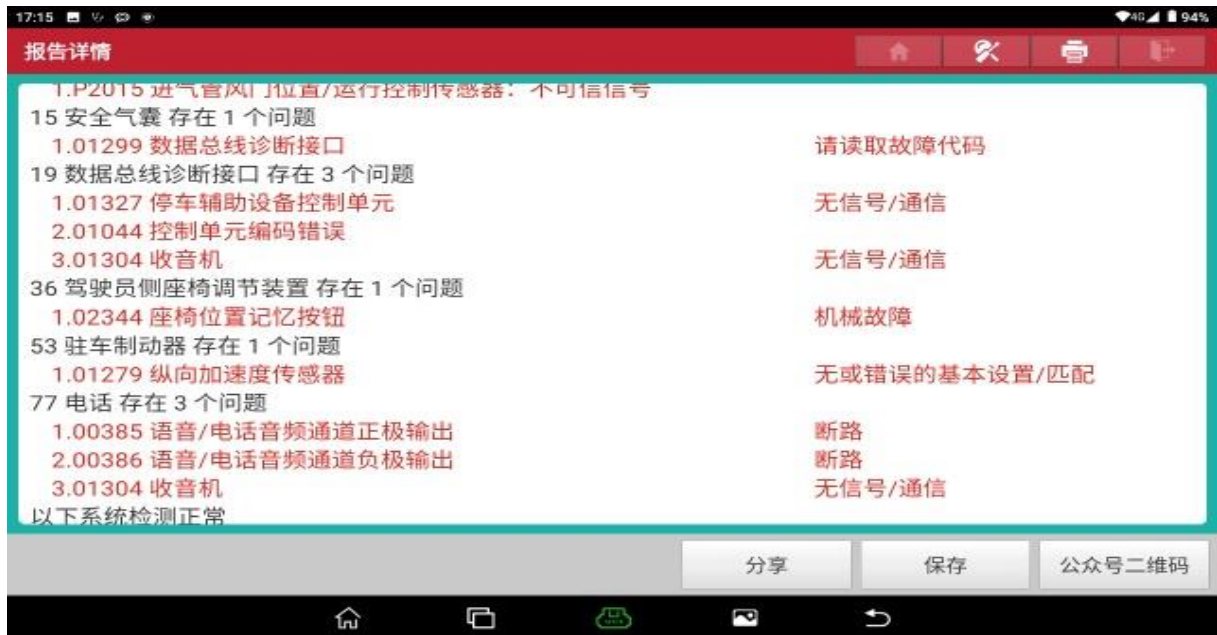 17:15 4G 94%
报告详情
1.P2015 进气管风门位置/运行控制传感器：不可信信号
15 安全气囊 存在 1 个问题
1.01299 数据总线诊断接口 请读取故障代码
19 数据总线诊断接口 存在 3 个问题
1.01327 停车辅助设备控制单元 无信号/通信
2.01044 控制单元编码错误
3.01304 收音机 无信号/通信
36 驾驶员侧座椅调节装置 存在 1 个问题
1.02344 座椅位置记忆按钮 机械故障
53 驻车制动器 存在 1 个问题
1.01279 纵向加速度传感器 无或错误的基本设置/匹配
77 电话 存在 3 个问题
1.00385 语音/电话音频通道正极输出 断路
2.00386 语音/电话音频通道负极输出 断路
3.01304 收音机 无信号/通信
以下系统检测正常
分享 保存 公众号二维码